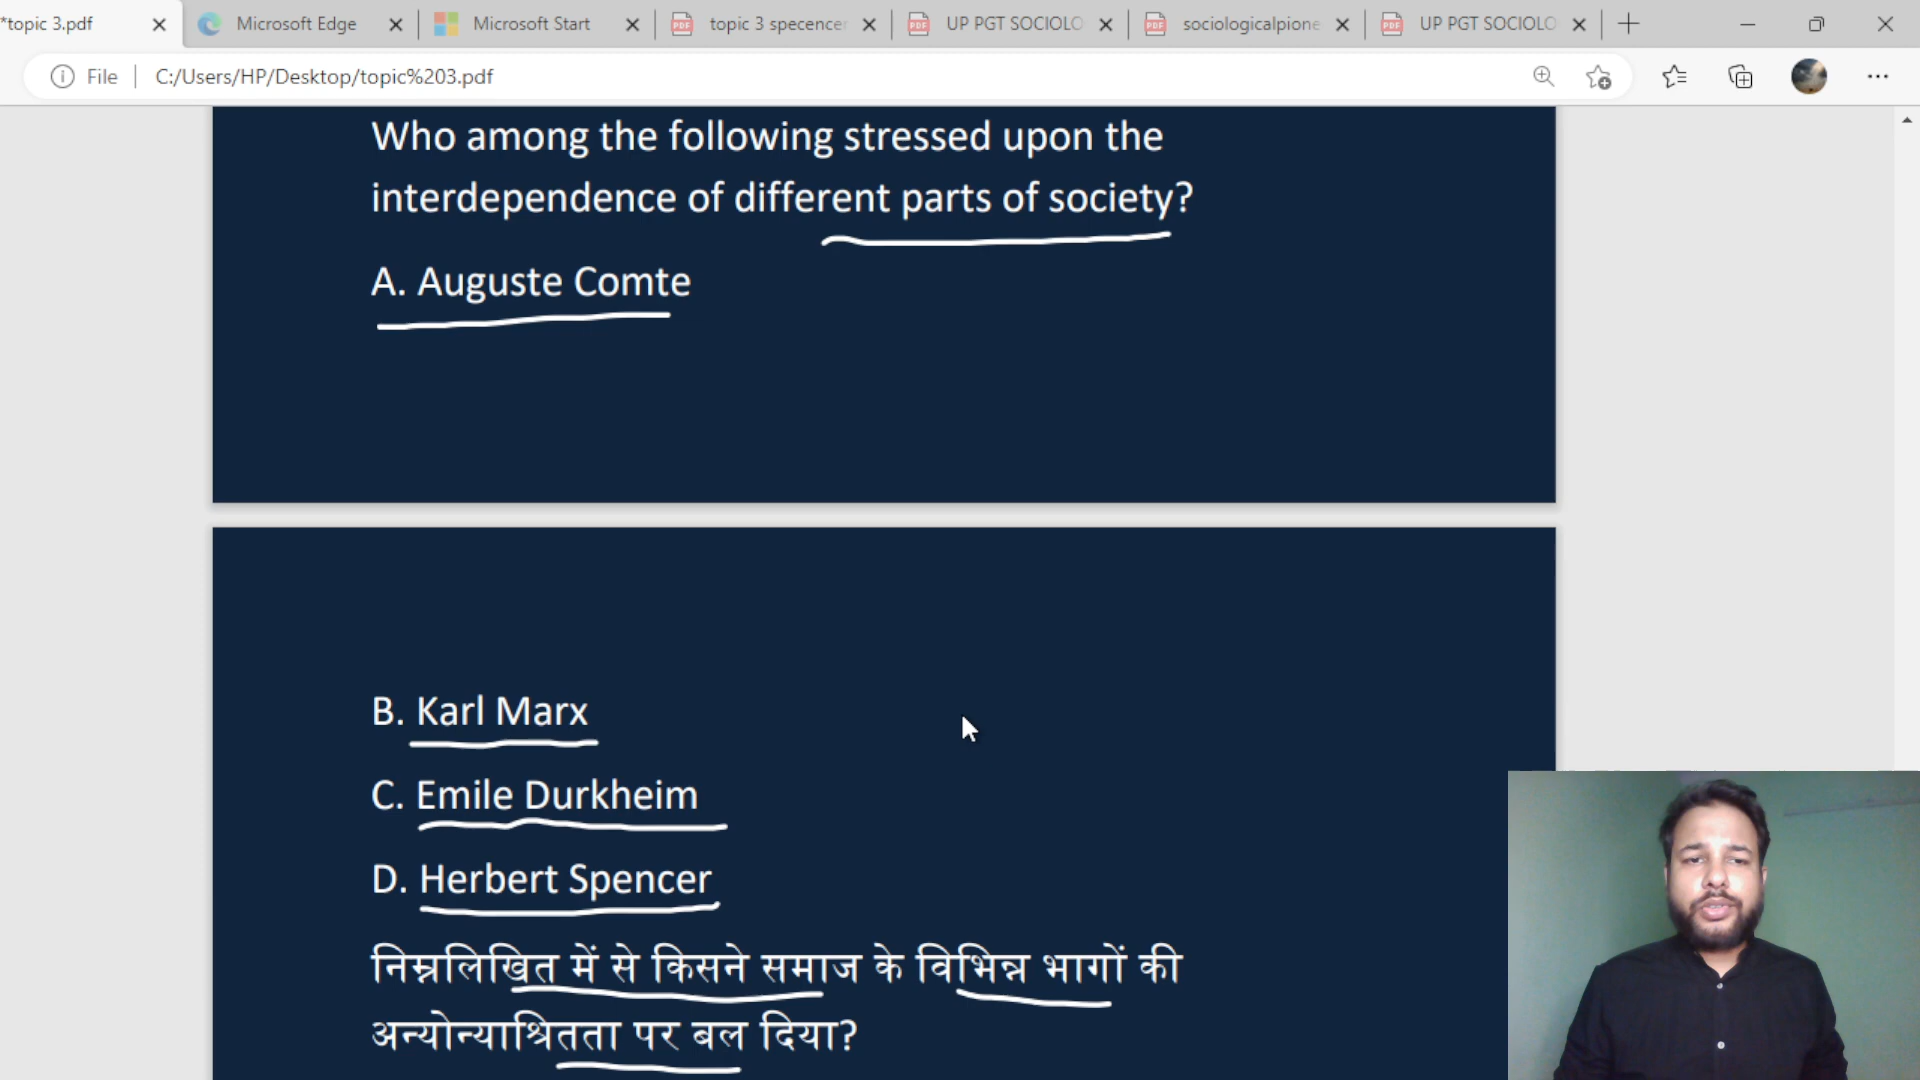 *topic 3.pdf
Microsoft Edge
Microsoft Start
topic 3 specencer
UP PGT SOCIOLO
sociologicalpione
UP PGT SOCIOLO
File
C:/Users/HP/Desktop/topic%203.pdf
Who among the following stressed upon the
interdependence of different parts of society?
A. Auguste Comte
B. Karl Marx
C. Emile Durkheim
D. Herbert Spencer
निम्नलिखित में से किसने समाज के विभिन्न भागों की
अन्योन्याश्रितता पर बल दिया?